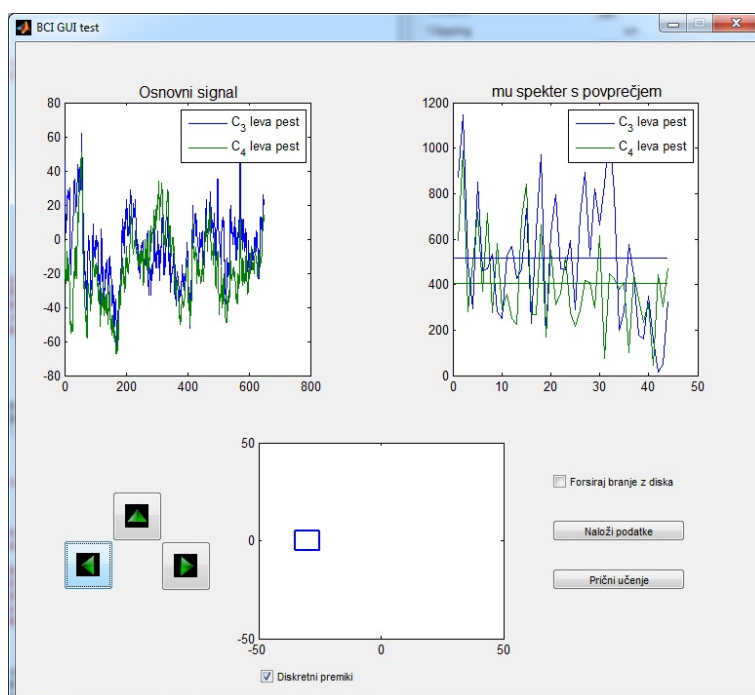 BCI GUI test
Clipping
Osnovni signal
80
60
40
20
0
-20
-40
-60
-80
0
200
400
600
800
C3 leva pest
C4 leva pest
mu spekter s povprečjem
1200
1000
800
600
400
200
0
0
10
20
30
40
50
C3 leva pest
C4 leva pest
50
0
-50
-50
0
50
Diskretni premiki
Forsiraj branje z diska
Naloži podatke
Prični učenje